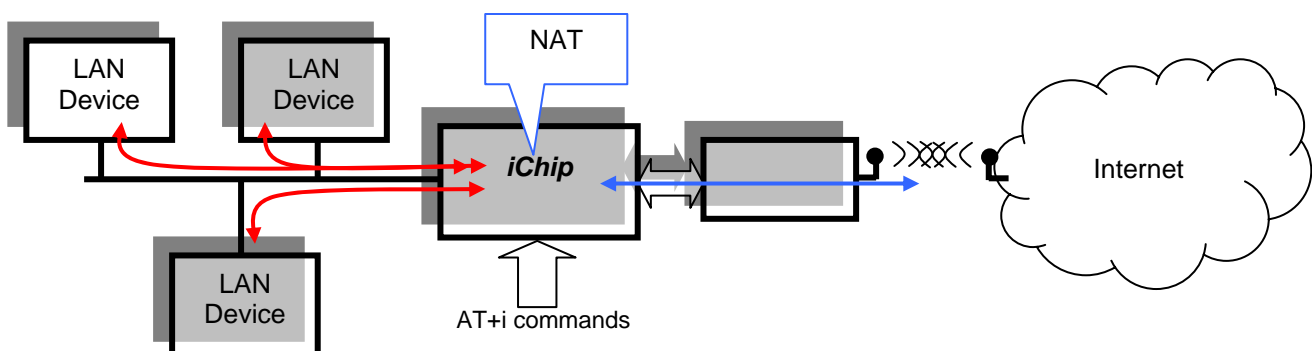 NAT
LAN
Device
LAN
Device
iChip
Internet
LAN
Device
AT+i commands